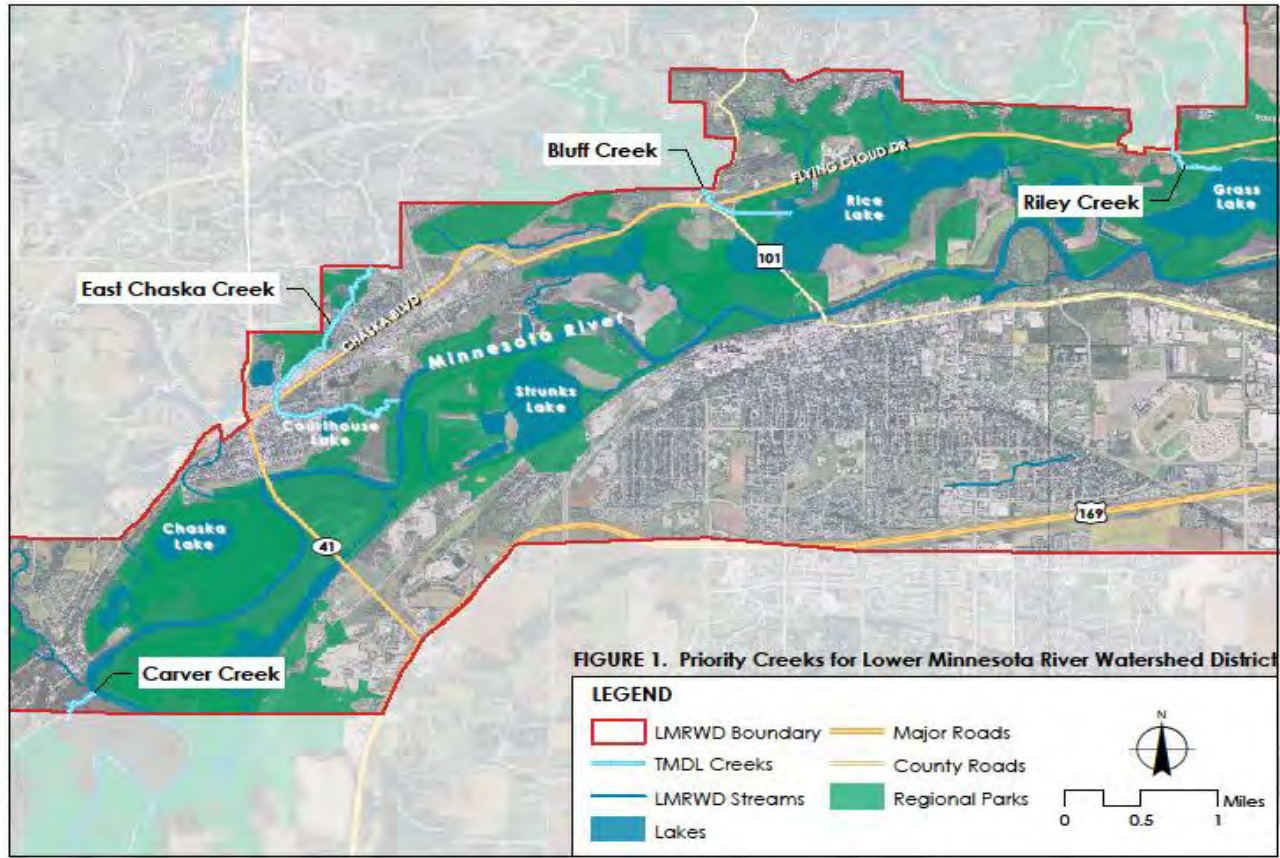 Bluff Creek
FLYING CLOUD DR
Rice
Lake
Riley Creek
Grass
Lake
101
East Chaska Creek
CHASKA BLVD
Minnesota River
Strunks
Lake
Courthouse
Lake
169
Chaska
Lake
41
Carver Creek
FIGURE 1. Priority Creeks for Lower Minnesota River Watershed District
LEGEND
LMRWD Boundary
TMDL Creeks
LMRWD Streams
Lakes
Major Roads
County Roads
Regional Parks
N
Miles
0 0.5 1